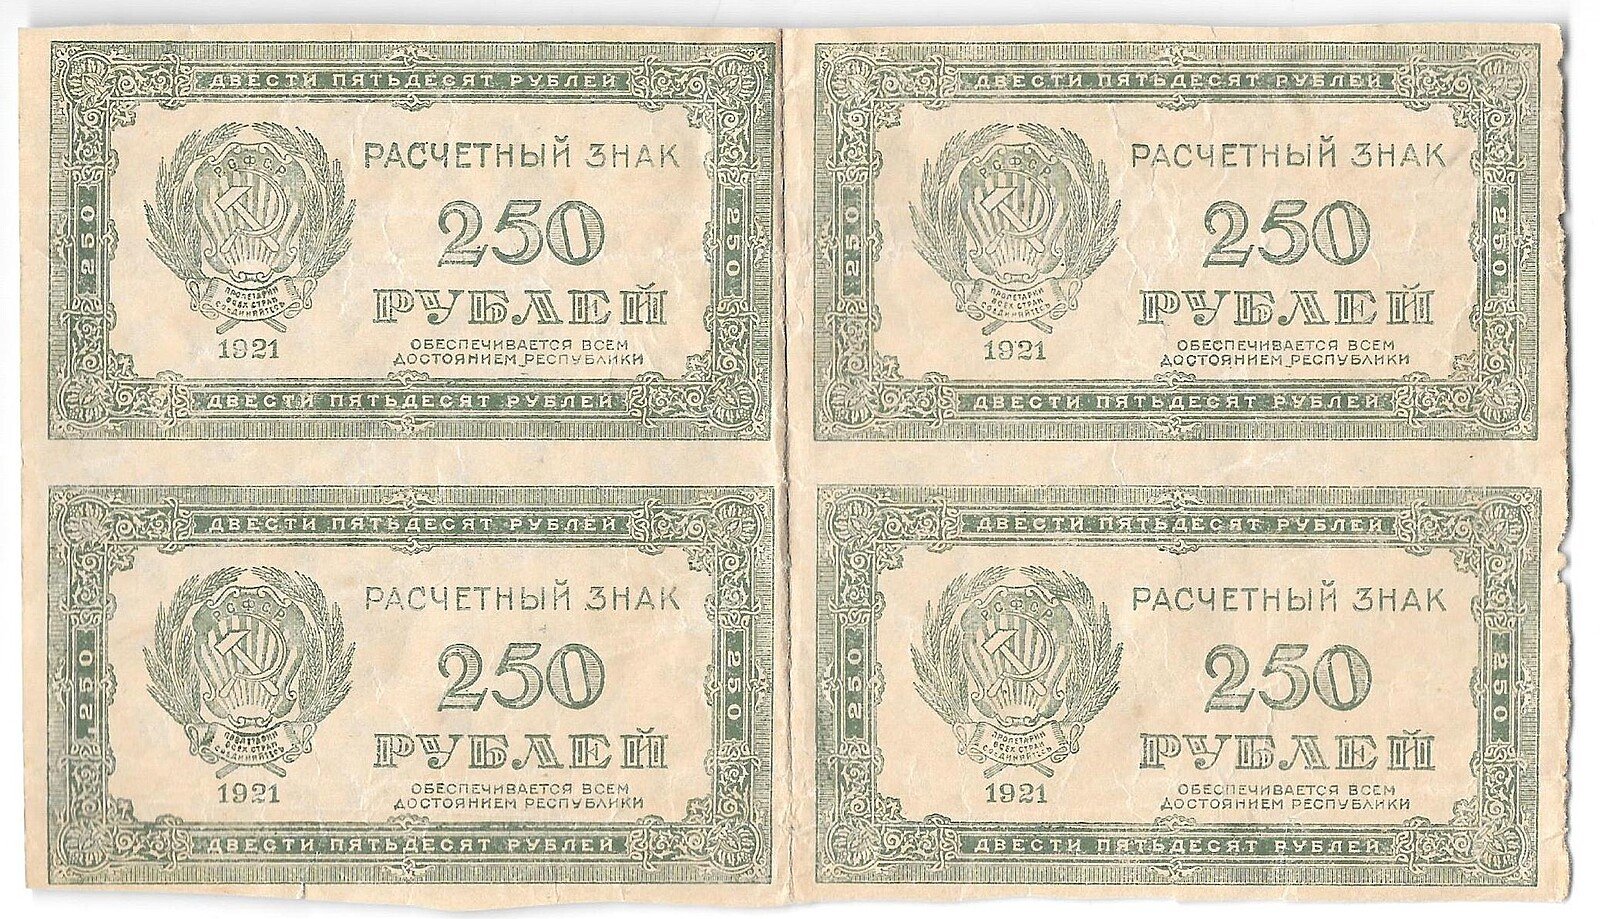 ДВЕСТИ ПЯТЬДЕСЯТ РУБЛЕЙ
РСФСР
РАСЧЕТНЫЙ ЗНАК
250
250
250
РУБЛЕЙ
ПРОЛЕТАРИИ
ВСЕХ СТРАН
СОЕДИНЯЙТЕСЬ
1921
ОБЕСПЕЧИВАЕТСЯ ВСЕМ
ДОСТОЯНИЕМ РЕСПУБЛИКИ
ДВЕСТИ ПЯТЬДЕСЯТ РУБЛЕЙ
ДВЕСТИ ПЯТЬДЕСЯТ РУБЛЕЙ
РСФСР
РАСЧЕТНЫЙ ЗНАК
250
250
250
РУБЛЕЙ
ПРОЛЕТАРИИ
ВСЕХ СТРАН
СОЕДИНЯЙТЕСЬ
1921
ОБЕСПЕЧИВАЕТСЯ ВСЕМ
ДОСТОЯНИЕМ РЕСПУБЛИКИ
ДВЕСТИ ПЯТЬДЕСЯТ РУБЛЕЙ
ДВЕСТИ ПЯТЬДЕСЯТ РУБЛЕЙ
РСФСР
РАСЧЕТНЫЙ ЗНАК
250
250
250
РУБЛЕЙ
ПРОЛЕТАРИИ
ВСЕХ СТРАН
СОЕДИНЯЙТЕСЬ
1921
ОБЕСПЕЧИВАЕТСЯ ВСЕМ
ДОСТОЯНИЕМ РЕСПУБЛИКИ
ДВЕСТИ ПЯТЬДЕСЯТ РУБЛЕЙ
ДВЕСТИ ПЯТЬДЕСЯТ РУБЛЕЙ
РСФСР
РАСЧЕТНЫЙ ЗНАК
250
250
250
РУБЛЕЙ
ПРОЛЕТАРИИ
ВСЕХ СТРАН
СОЕДИНЯЙТЕСЬ
1921
ОБЕСПЕЧИВАЕТСЯ ВСЕМ
ДОСТОЯНИЕМ РЕСПУБЛИКИ
ДВЕСТИ ПЯТЬДЕСЯТ РУБЛЕЙ